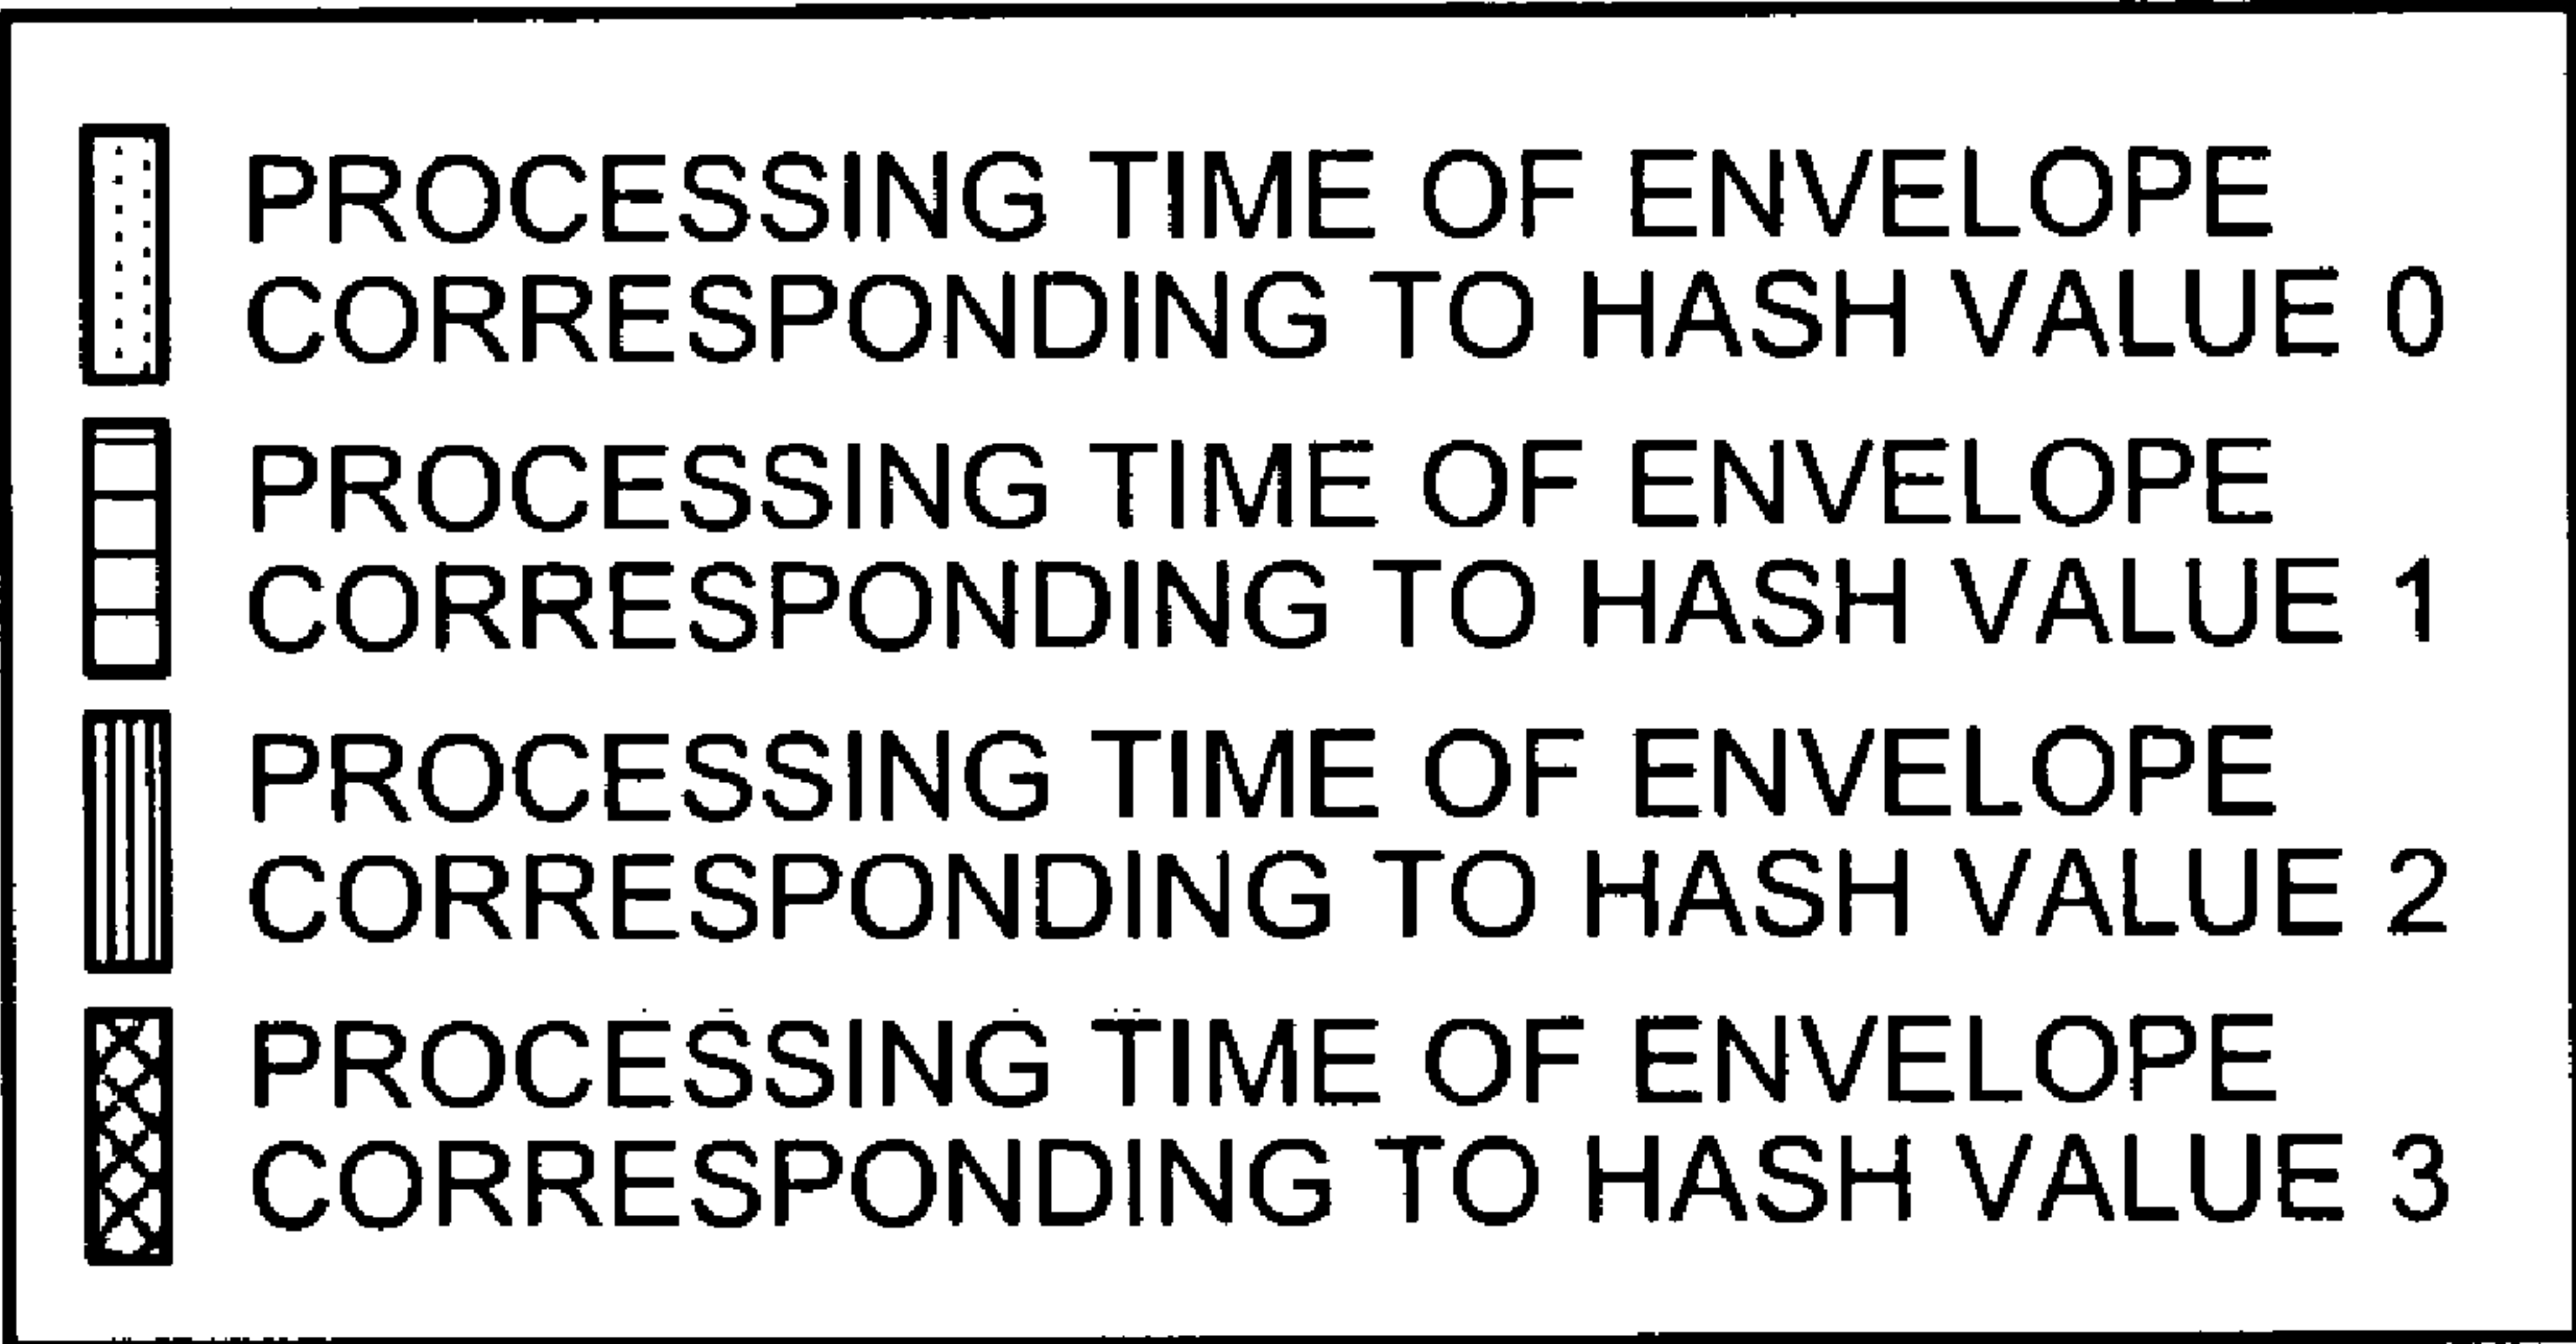 PROCESSING TIME OF ENVELOPE
CORRESPONDING TO HASH VALUE 0
PROCESSING TIME OF ENVELOPE
CORRESPONDING TO HASH VALUE 1
PROCESSING TIME OF ENVELOPE
CORRESPONDING TO HASH VALUE 2
PROCESSING TIME OF ENVELOPE
CORRESPONDING TO HASH VALUE 3